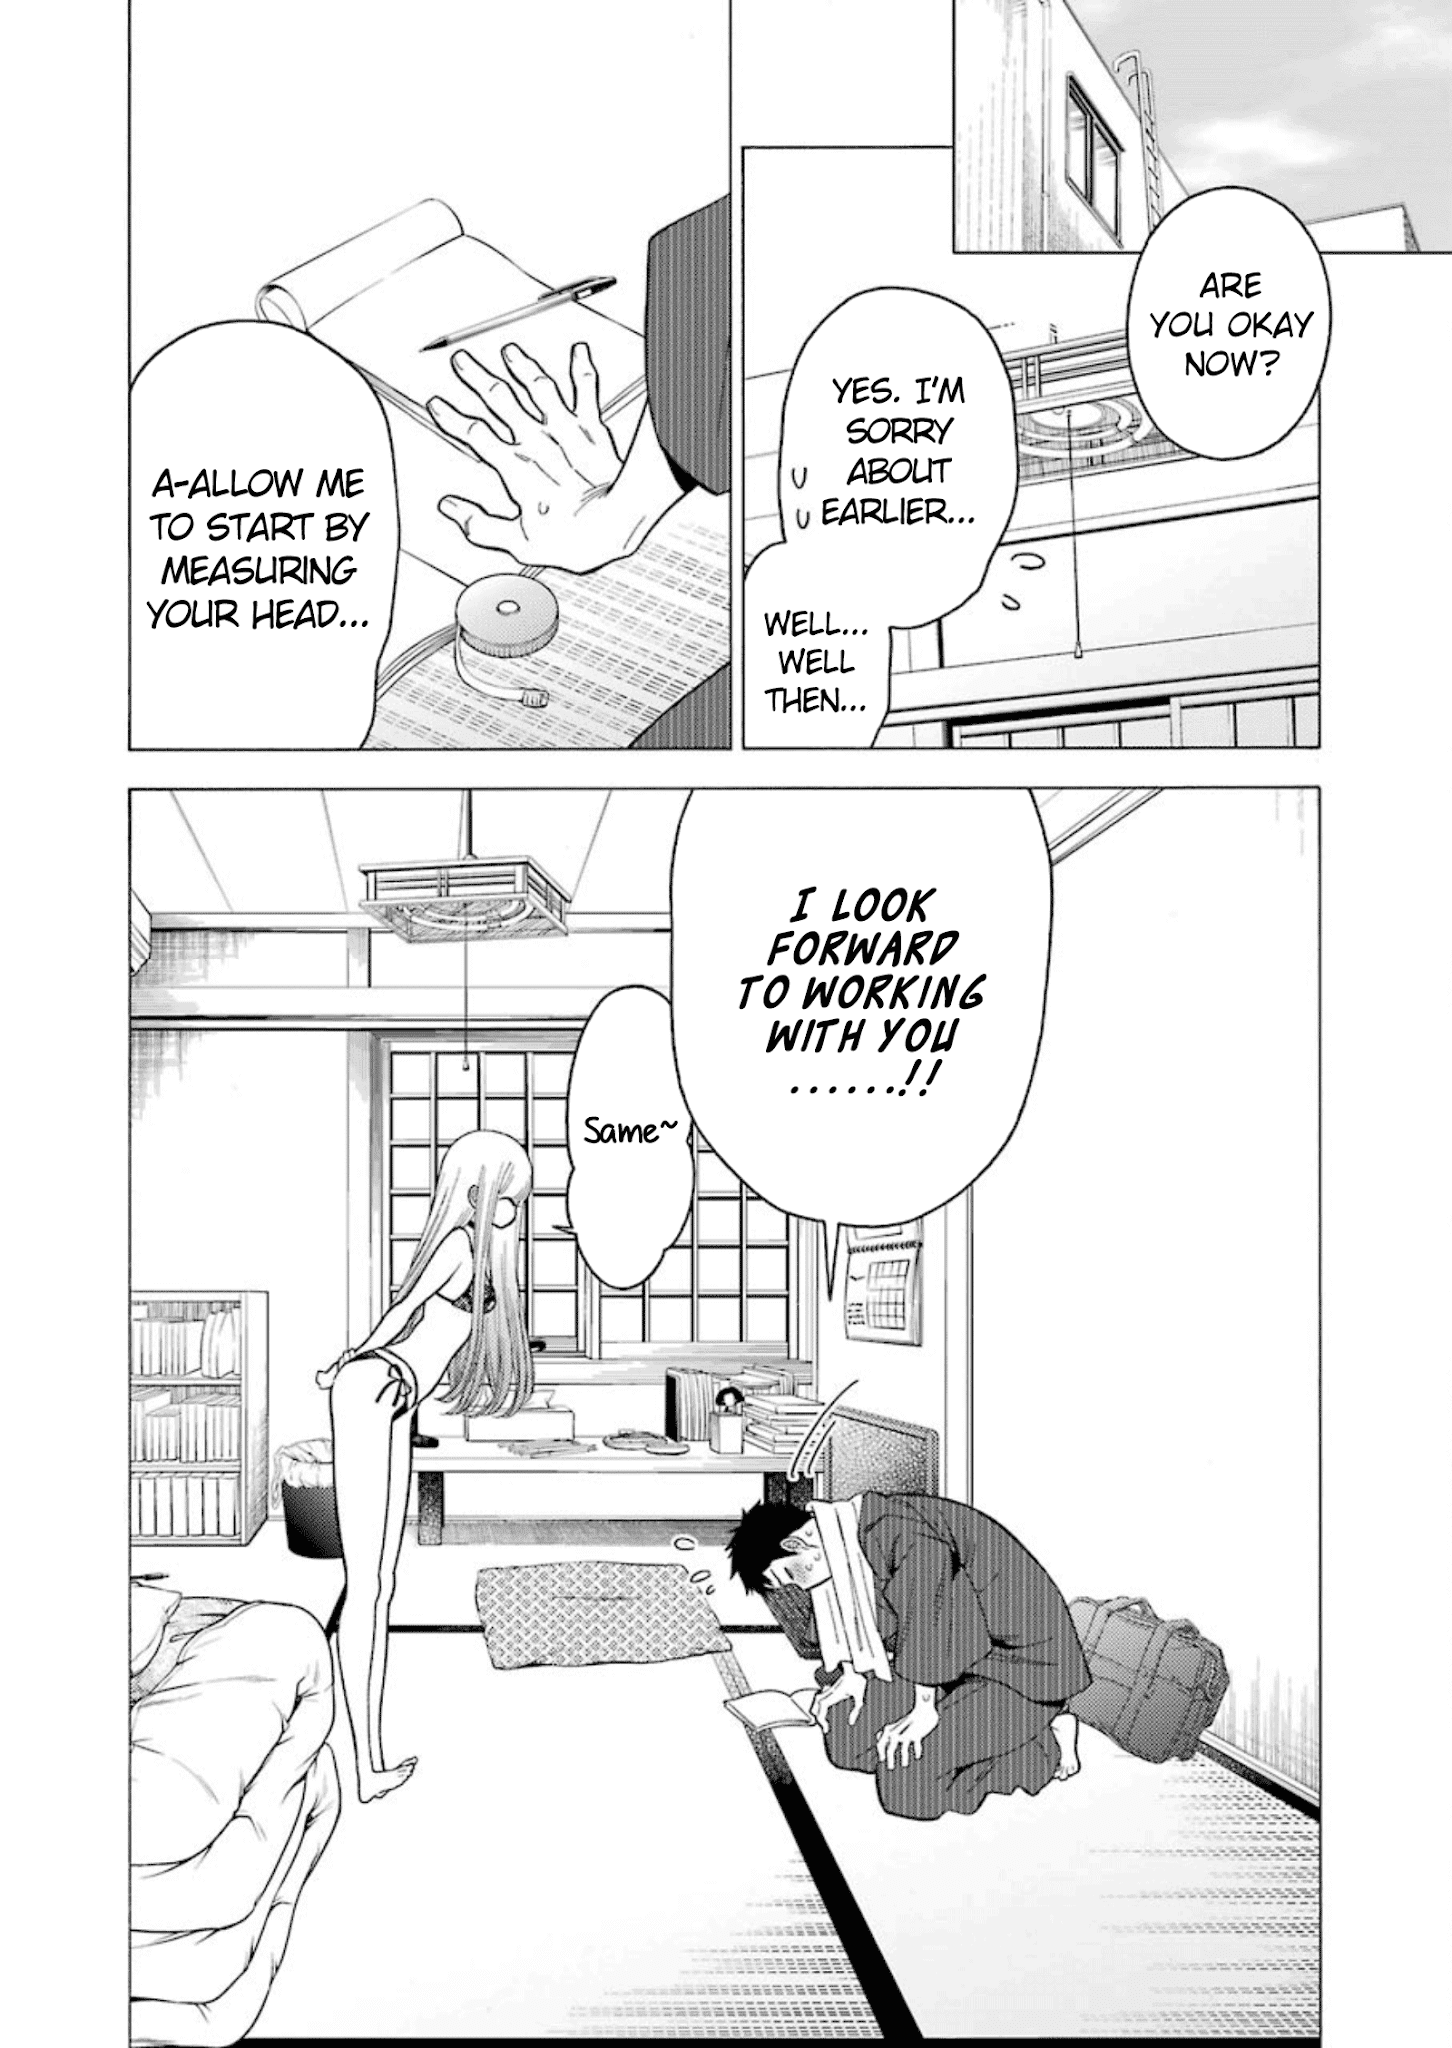 ARE
YOU OKAY
NOW?
YES. I'M
SORRY
ABOUT
EARLIER...
WELL...
WELL
THEN...
A-ALLOW ME
TO START BY
MEASURING
YOUR HEAD...
I LOOK
FORWARD
TO WORKING
WITH YOU
......!!
Same~